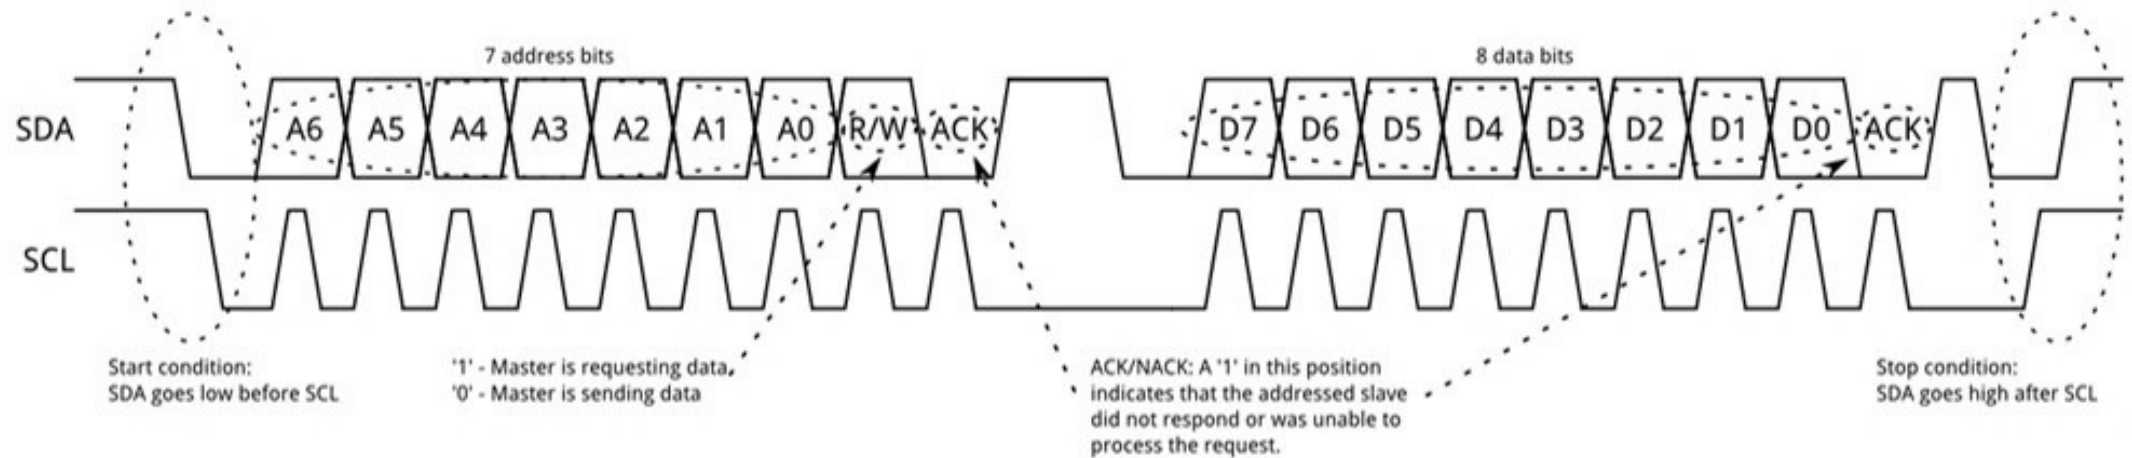 7 address bits
8 data bits
SDA
A6 A5 A4 A3 A2 A1 A0 R/W ACK
D7 D6 D5 D4 D3 D2 D1 D0 ACK
SCL
Start condition:
SDA goes low before SCL
'1' - Master is requesting data,
'0' - Master is sending data
ACK/NACK: A '1' in this position
indicates that the addressed slave
did not respond or was unable to
process the request.
Stop condition:
SDA goes high after SCL